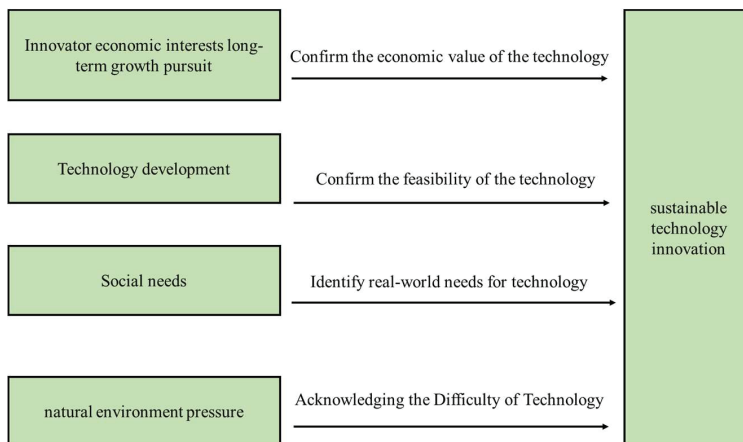 Innovator economic interests long-
term growth pursuit
Confirm the economic value of the technology
Technology development
Confirm the feasibility of the technology
sustainable
technology
innovation
Social needs
Identify real-world needs for technology
natural environment pressure
Acknowledging the Difficulty of Technology